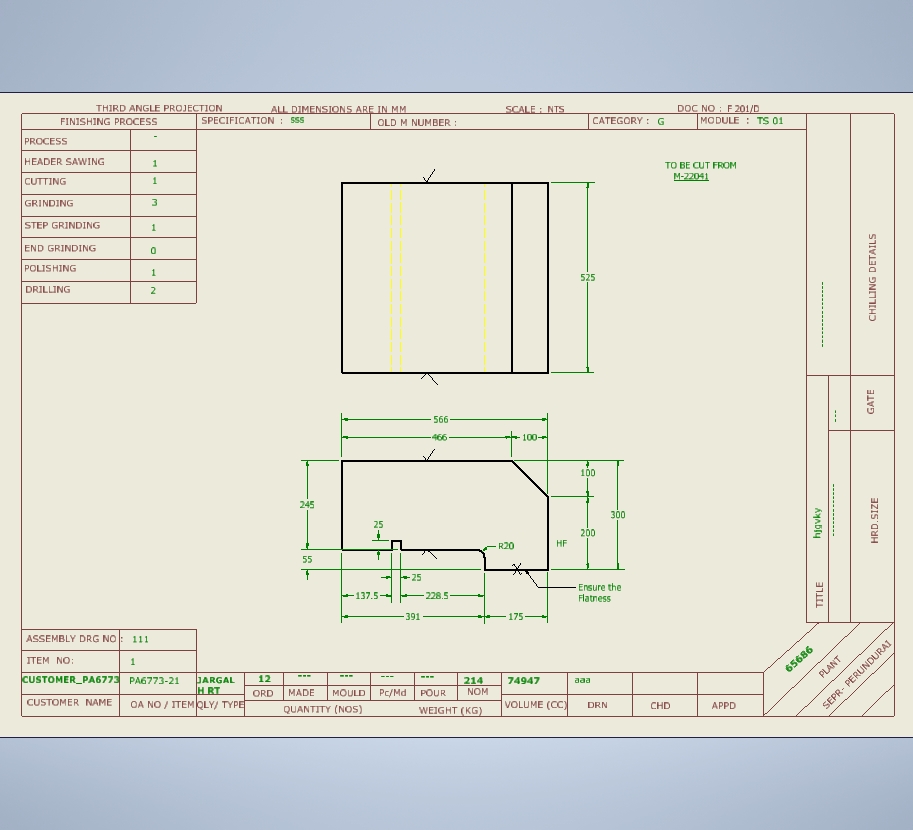 THIRD ANGLE PROJECTION ALL DIMENSIONS ARE IN MM SCALE : NTS DOC NO : F 201/D
FINISHING PROCESS SPECIFICATION : sss OLD M NUMBER : CATEGORY : G MODULE : TS 01
PROCESS -
HEADER SAWING 1
CUTTING 1
GRINDING 3
STEP GRINDING 1
END GRINDING 0
POLISHING 1
DRILLING 2
TO BE CUT FROM
M-22041
525
566
466 100
245
25
55
25
137.5 228.5
391 175
R20
HF
100
200
300
Ensure the
Flatness
CHILLING DETAILS
GATE
---
HRD.SIZE
hjgvky
TITLE
ASSEMBLY DRG NO : 111
ITEM NO: 1
CUSTOMER_PA6773 PA6773-21 JARGAL
H RT
12 --- --- --- --- 214 74947 aaa
ORD MADE MOULD Pc/Md POUR NOM
CUSTOMER NAME OA NO / ITEM QLY/ TYPE QUANTITY (NOS) WEIGHT (KG) VOLUME (CC) DRN CHD APPD
65686
PLANT
SEPR- PERUNDURAI